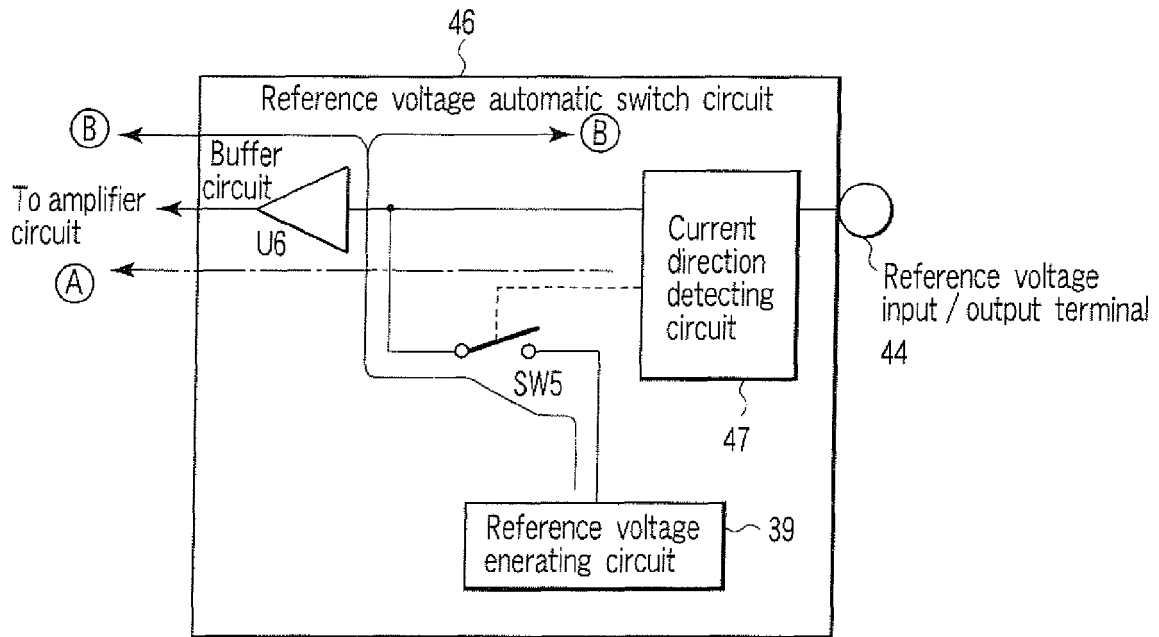 46
Reference voltage automatic switch circuit
B
B
Buffer
circuit
To amplifier
circuit
U6
A
Current
direction
detecting
circuit
Reference voltage
input / output terminal
44
SW5
47
Reference voltage
enerating circuit
39